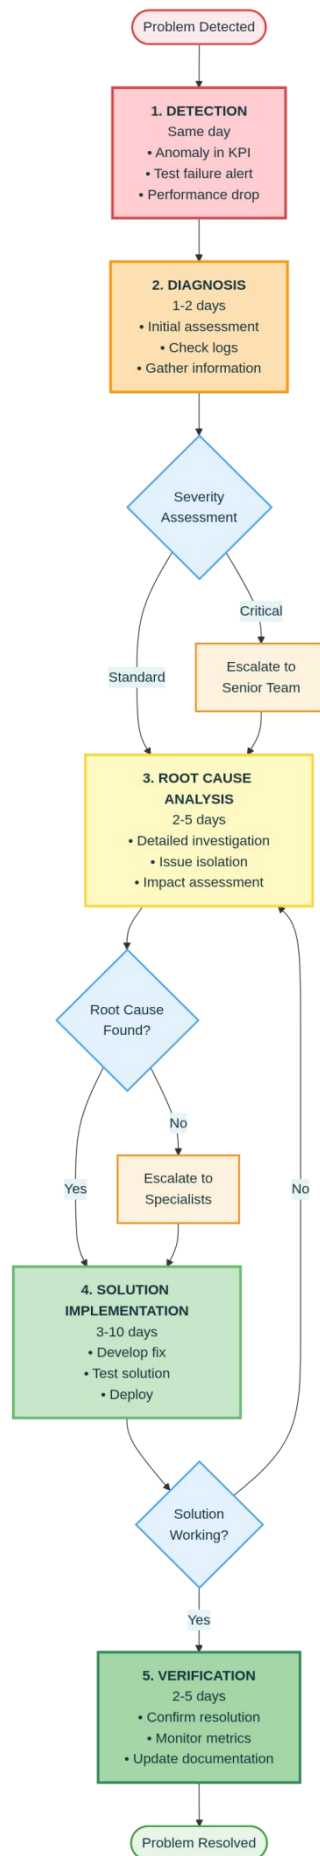 Problem Detected
1. DETECTION
Same day
• Anomaly in KPI
• Test failure alert
• Performance drop
2. DIAGNOSIS
1-2 days
• Initial assessment
• Check logs
• Gather information
Severity
Assessment
Critical
Standard
Escalate to
Senior Team
3. ROOT CAUSE
ANALYSIS
2-5 days
• Detailed investigation
• Issue isolation
• Impact assessment
Root Cause
Found?
No
Yes
Escalate to
Specialists
No
4. SOLUTION
IMPLEMENTATION
3-10 days
• Develop fix
• Test solution
• Deploy
Solution
Working?
Yes
5. VERIFICATION
2-5 days
• Confirm resolution
• Monitor metrics
• Update documentation
Problem Resolved